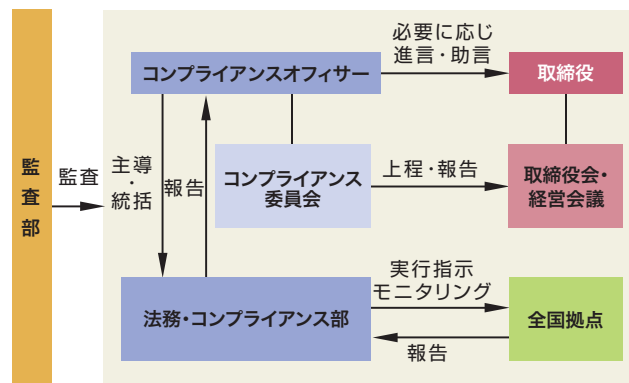 監査部
監査
コンプライアンスオフィサー
必要に応じ
進言・助言
取締役
主導
・
統括
報告
コンプライアンス
委員会
上程・報告
取締役会・
経営会議
法務・コンプライアンス部
実行指示
モニタリング
報告
全国拠点